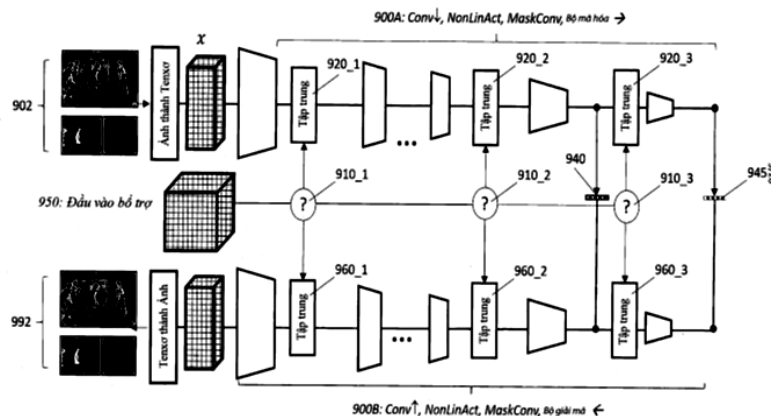 900A: Conv↓, NonLinAct, MaskConv, Bộ mã hóa →
x
920_1
920_2
920_3
902
Ảnh thành Tenxơ
Tập trung
Tập trung
Tập trung
...
910_1
910_2
940
910_3
945
950: Đầu vào bổ trợ
?
?
?
960_1
960_2
960_3
992
Tenxơ thành Ảnh
Tập trung
Tập trung
Tập trung
...
900B: Conv↑, NonLinAct, MaskConv, Bộ giải mã ←